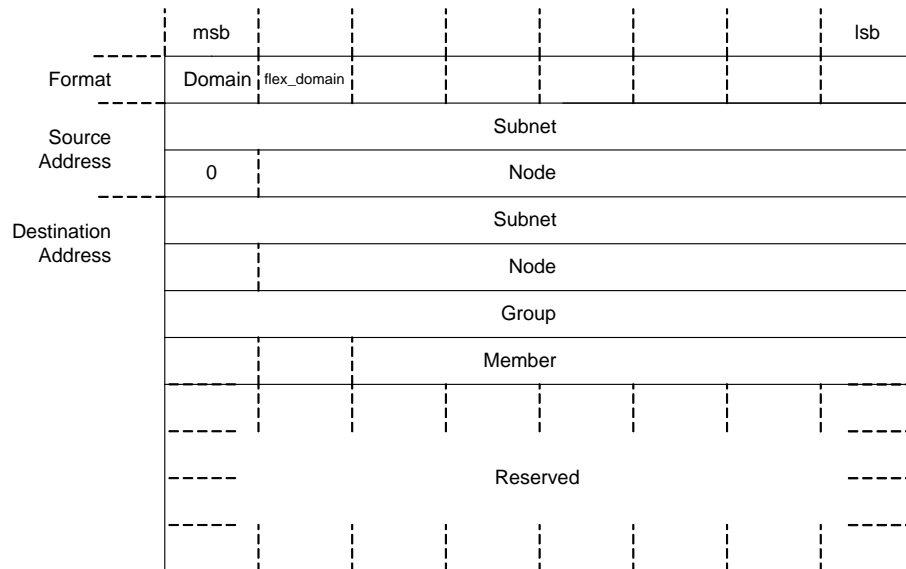 msb lsb
Format Domain flex_domain
Subnet
Source
Address
0 Node
Subnet
Destination
Address
Node
Group
Member
Reserved